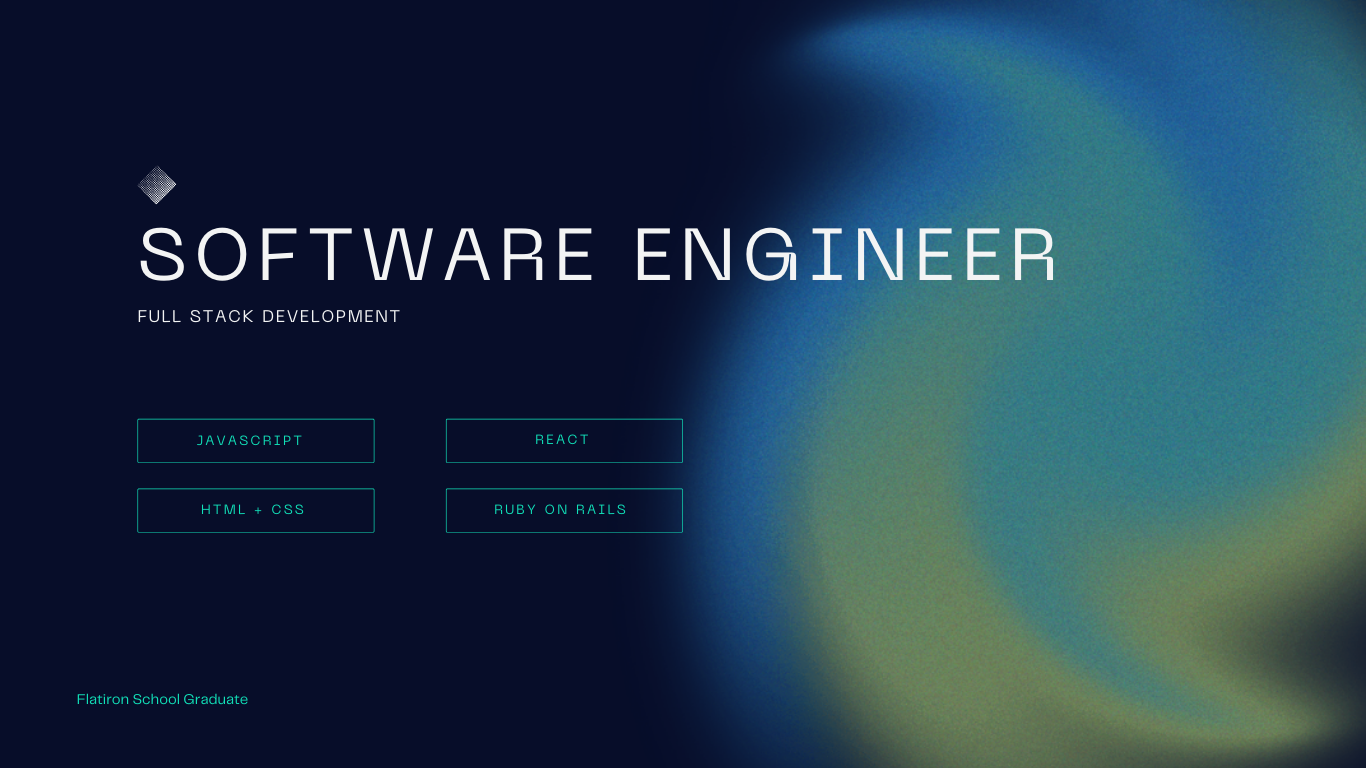 SOFTWARE ENGINEER
FULL STACK DEVELOPMENT
JAVASCRIPT
REACT
HTML + CSS
RUBY ON RAILS
Flatiron School Graduate